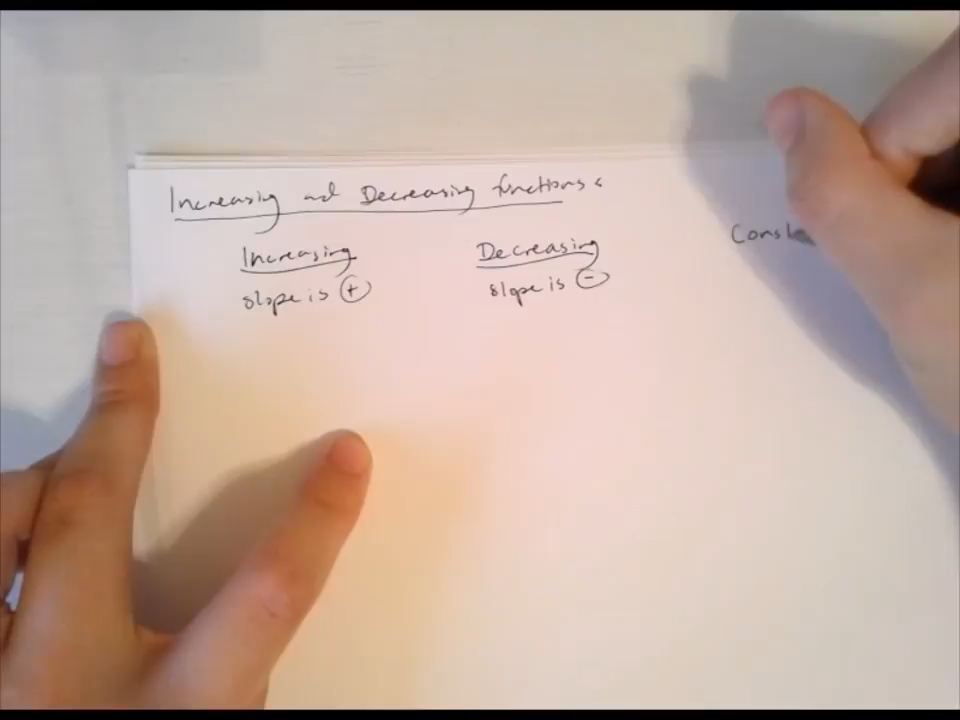 Increasing and Decreasing functions
Increasing Decreasing
slope is + slope is -